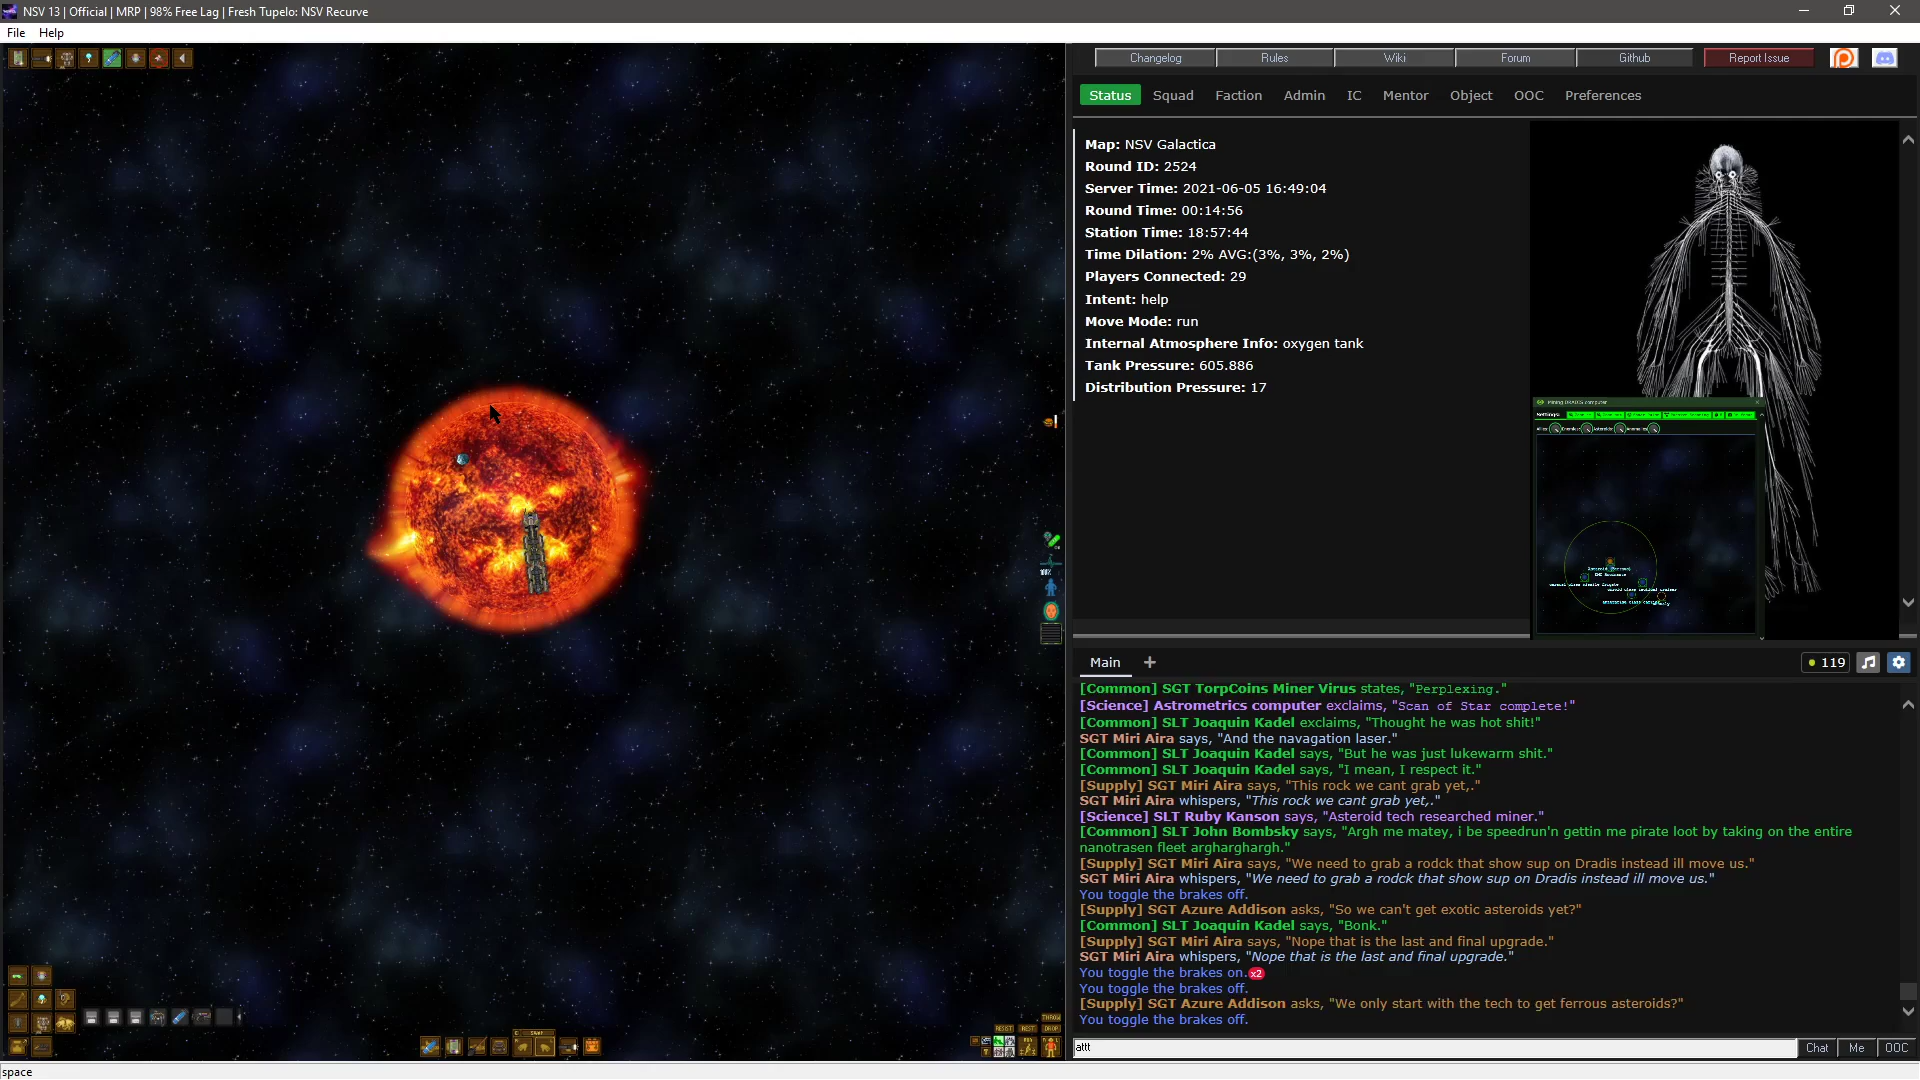 NSV 13 | Official | MRP | 98% Free Lag | Fresh Tupelo: NSV Recurve
File Help
Changelog Rules Wiki Forum Github Report Issue
Status Squad Faction Admin IC Mentor Object OOC Preferences
Map: NSV Galactica
Round ID: 2524
Server Time: 2021-06-05 16:49:04
Round Time: 00:14:56
Station Time: 18:57:44
Time Dilation: 2% AVG:(3%, 3%, 2%)
Players Connected: 29
Intent: help
Move Mode: run
Internal Atmosphere Info: oxygen tank
Tank Pressure: 605.886
Distribution Pressure: 17
Mining DRADIS computer
Settings:
Main + 119
[Common] SGT TorpCoins Miner Virus states, "Perplexing."
[Science] Astrometrics computer exclaims, "Scan of Star complete!"
[Common] SLT Joaquin Kadel exclaims, "Thought he was hot shit!"
SGT Miri Aira says, "And the navagation laser."
[Common] SLT Joaquin Kadel says, "But he was just lukewarm shit."
[Common] SLT Joaquin Kadel says, "I mean, I respect it."
[Supply] SGT Miri Aira says, "This rock we cant grab yet,."
SGT Miri Aira whispers, "This rock we cant grab yet,."
[Science] SLT Ruby Kanson says, "Asteroid tech researched miner."
[Common] SLT John Bombsky says, "Argh me matey, i be speedrun'n gettin me pirate loot by taking on the entire
nanotrasen fleet argharghargh."
[Supply] SGT Miri Aira says, "We need to grab a rodck that show sup on Dradis instead ill move us."
SGT Miri Aira whispers, "We need to grab a rodck that show sup on Dradis instead ill move us."
You toggle the brakes off.
[Supply] SGT Azure Addison asks, "So we can't get exotic asteroids yet?"
[Common] SLT Joaquin Kadel says, "Bonk."
[Supply] SGT Miri Aira says, "Nope that is the last and final upgrade."
SGT Miri Aira whispers, "Nope that is the last and final upgrade."
You toggle the brakes on. x2
You toggle the brakes off.
[Supply] SGT Azure Addison asks, "We only start with the tech to get ferrous asteroids?"
You toggle the brakes off.
attt Chat Me OOC
THROW
RESIST REST DROP
SWAP
space